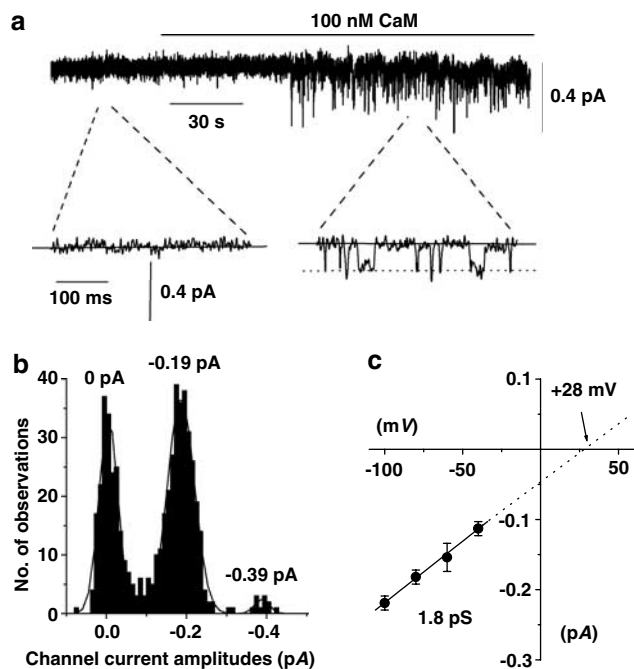 a
100 nM CaM
0.4 pA
30 s
100 ms
0.4 pA
b
0 pA
-0.19 pA
-0.39 pA
40
30
20
10
0
No. of observations
0.0
-0.2
-0.4
Channel current amplitudes (pA)
c
0.1
+28 mV
(mV)
-100
-50
50
-0.1
-0.2
-0.3
1.8 pS
(pA)